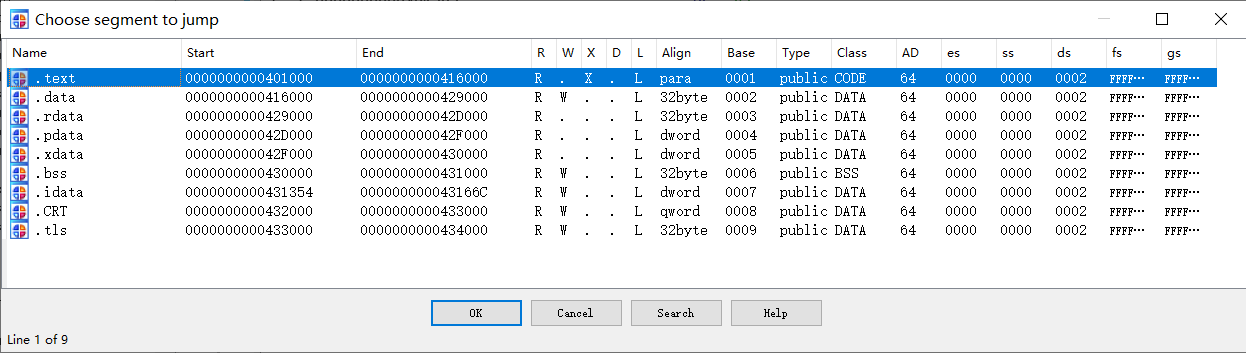 Choose segment to jump
Name Start End R W X D L Align Base Type Class AD es ss ds fs gs
.text 0000000000401000 0000000000416000 R . X . L para 0001 public CODE 64 0000 0000 0002 FFFF… FFFF…
.data 0000000000416000 0000000000429000 R W . . L 32byte 0002 public DATA 64 0000 0000 0002 FFFF… FFFF…
.rdata 0000000000429000 000000000042D000 R . . . L 32byte 0003 public DATA 64 0000 0000 0002 FFFF… FFFF…
.pdata 000000000042D000 000000000042F000 R . . . L dword 0004 public DATA 64 0000 0000 0002 FFFF… FFFF…
.xdata 000000000042F000 0000000000430000 R . . . L dword 0005 public DATA 64 0000 0000 0002 FFFF… FFFF…
.bss 0000000000430000 0000000000431000 R W . . L 32byte 0006 public BSS 64 0000 0000 0002 FFFF… FFFF…
.idata 0000000000431354 000000000043166C R W . . L dword 0007 public DATA 64 0000 0000 0002 FFFF… FFFF…
.CRT 0000000000432000 0000000000433000 R W . . L qword 0008 public DATA 64 0000 0000 0002 FFFF… FFFF…
.tls 0000000000433000 0000000000434000 R W . . L 32byte 0009 public DATA 64 0000 0000 0002 FFFF… FFFF…
OK Cancel Search Help
Line 1 of 9